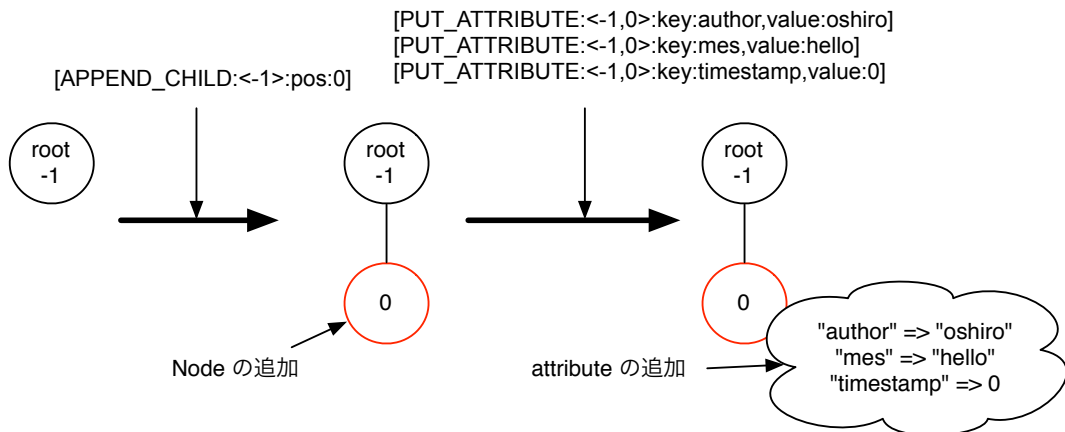 [PUT_ATTRIBUTE:<-1,0>:key:author,value:oshiro]
[PUT_ATTRIBUTE:<-1,0>:key:mes,value:hello]
[PUT_ATTRIBUTE:<-1,0>:key:timestamp,value:0]
[APPEND_CHILD:<-1>:pos:0]
root
-1
root
-1
root
-1
0
0
Node の追加
attribute の追加
"author" => "oshiro"
"mes" => "hello"
"timestamp" => 0